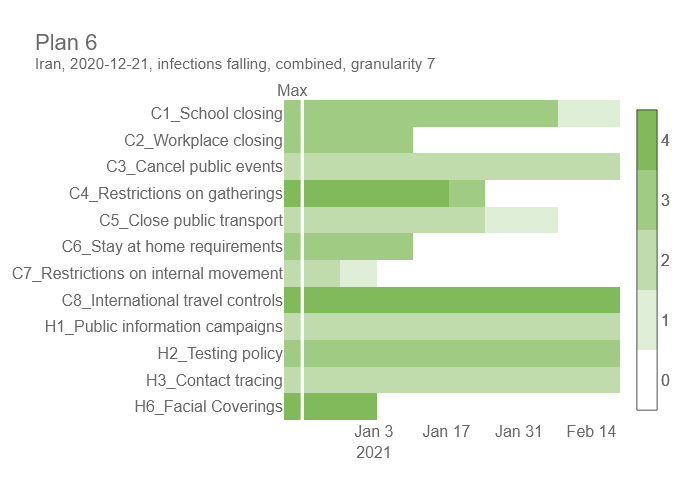 Plan 6
Iran, 2020-12-21, infections falling, combined, granularity 7
Max
C1_School closing
C2_Workplace closing
C3_Cancel public events
C4_Restrictions on gatherings
C5_Close public transport
C6_Stay at home requirements
C7_Restrictions on internal movement
C8_International travel controls
H1_Public information campaigns
H2_Testing policy
H3_Contact tracing
H6_Facial Coverings
Jan 3 Jan 17 Jan 31 Feb 14
2021
4
3
2
1
0